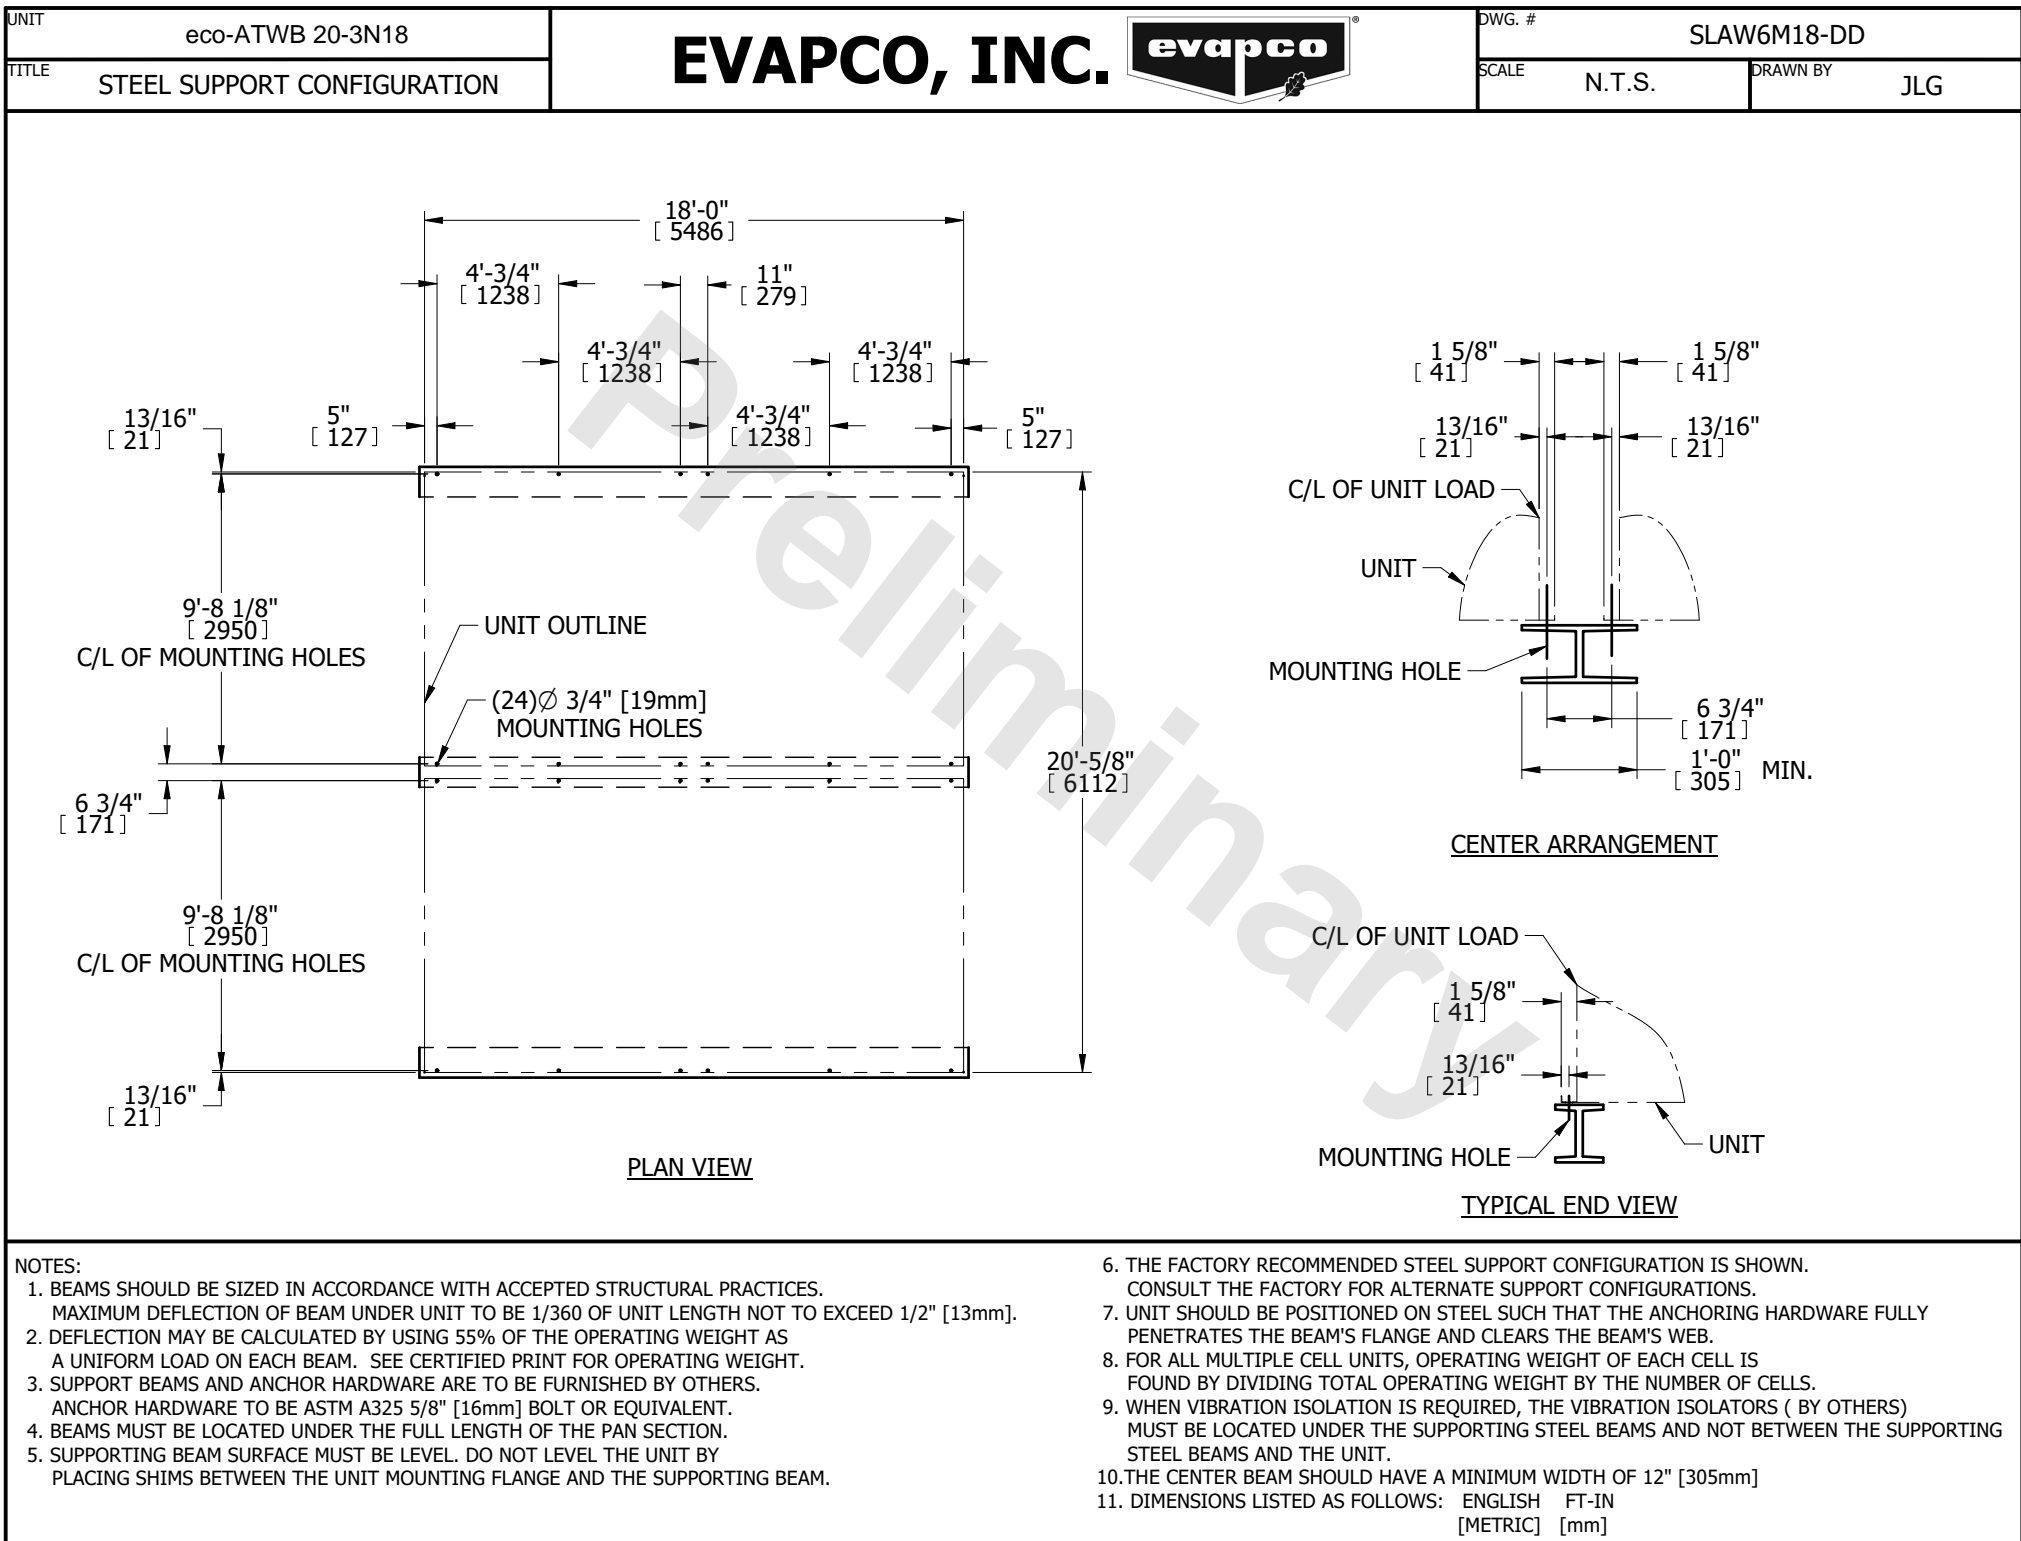 UNIT
eco-ATWB 20-3N18
TITLE
STEEL SUPPORT CONFIGURATION
EVAPCO, INC.
evapco
®
DWG. #
SLAW6M18-DD
SCALE
N.T.S.
DRAWN BY
JLG
18'-0"
[ 5486 ]
4'-3/4"
[ 1238 ]
11"
[ 279 ]
4'-3/4"
[ 1238 ]
4'-3/4"
[ 1238 ]
13/16"
[ 21 ]
5"
[ 127 ]
4'-3/4"
[ 1238 ]
5"
[ 127 ]
9'-8 1/8"
[ 2950 ]
C/L OF MOUNTING HOLES
UNIT OUTLINE
(24)∅ 3/4" [19mm]
MOUNTING HOLES
6 3/4"
[ 171 ]
20'-5/8"
[ 6112 ]
9'-8 1/8"
[ 2950 ]
C/L OF MOUNTING HOLES
13/16"
[ 21 ]
PLAN VIEW
Preliminary
1 5/8"
[ 41 ]
1 5/8"
[ 41 ]
13/16"
[ 21 ]
13/16"
[ 21 ]
C/L OF UNIT LOAD
UNIT
MOUNTING HOLE
6 3/4"
[ 171 ]
1'-0"
[ 305 ]
MIN.
CENTER ARRANGEMENT
C/L OF UNIT LOAD
1 5/8"
[ 41 ]
13/16"
[ 21 ]
MOUNTING HOLE
UNIT
TYPICAL END VIEW
NOTES:
1. BEAMS SHOULD BE SIZED IN ACCORDANCE WITH ACCEPTED STRUCTURAL PRACTICES.
MAXIMUM DEFLECTION OF BEAM UNDER UNIT TO BE 1/360 OF UNIT LENGTH NOT TO EXCEED 1/2" [13mm].
2. DEFLECTION MAY BE CALCULATED BY USING 55% OF THE OPERATING WEIGHT AS
A UNIFORM LOAD ON EACH BEAM. SEE CERTIFIED PRINT FOR OPERATING WEIGHT.
3. SUPPORT BEAMS AND ANCHOR HARDWARE ARE TO BE FURNISHED BY OTHERS.
ANCHOR HARDWARE TO BE ASTM A325 5/8" [16mm] BOLT OR EQUIVALENT.
4. BEAMS MUST BE LOCATED UNDER THE FULL LENGTH OF THE PAN SECTION.
5. SUPPORTING BEAM SURFACE MUST BE LEVEL. DO NOT LEVEL THE UNIT BY
PLACING SHIMS BETWEEN THE UNIT MOUNTING FLANGE AND THE SUPPORTING BEAM.
6. THE FACTORY RECOMMENDED STEEL SUPPORT CONFIGURATION IS SHOWN.
CONSULT THE FACTORY FOR ALTERNATE SUPPORT CONFIGURATIONS.
7. UNIT SHOULD BE POSITIONED ON STEEL SUCH THAT THE ANCHORING HARDWARE FULLY
PENETRATES THE BEAM'S FLANGE AND CLEARS THE BEAM'S WEB.
8. FOR ALL MULTIPLE CELL UNITS, OPERATING WEIGHT OF EACH CELL IS
FOUND BY DIVIDING TOTAL OPERATING WEIGHT BY THE NUMBER OF CELLS.
9. WHEN VIBRATION ISOLATION IS REQUIRED, THE VIBRATION ISOLATORS ( BY OTHERS)
MUST BE LOCATED UNDER THE SUPPORTING STEEL BEAMS AND NOT BETWEEN THE SUPPORTING
STEEL BEAMS AND THE UNIT.
10.THE CENTER BEAM SHOULD HAVE A MINIMUM WIDTH OF 12" [305mm]
11. DIMENSIONS LISTED AS FOLLOWS: ENGLISH FT-IN
[METRIC] [mm]